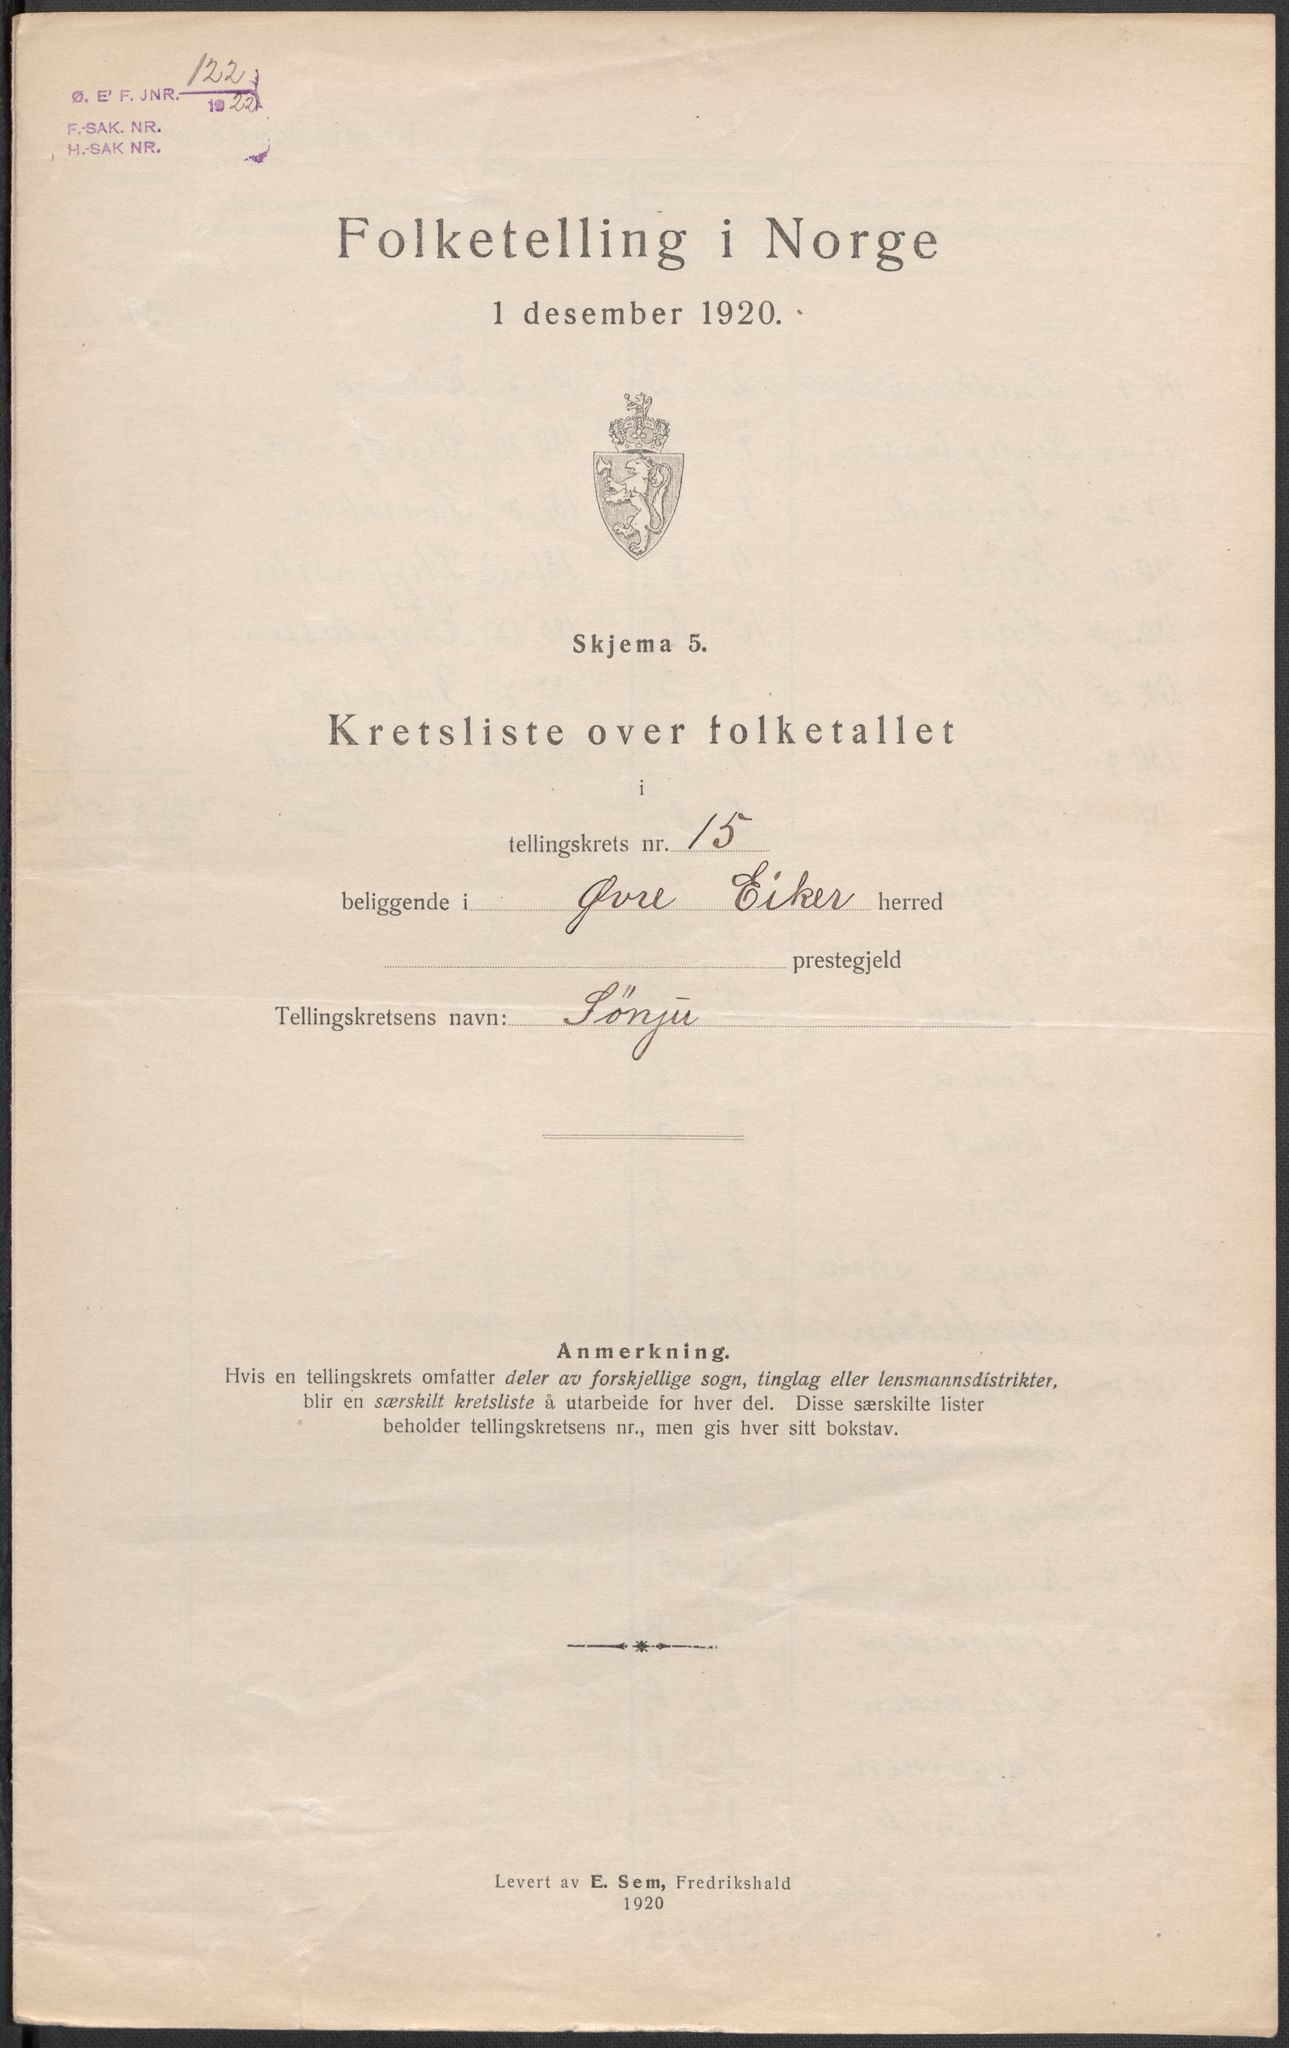 122
Ø. E' F. JNR.
1922
F.-SAK. NR.
H.-SAK NR.
Folketelling i Norge
1 desember 1920.
Skjema 5.
Kretsliste over folketallet
i
tellingskrets nr. 15
beliggende i Øvre Eiker herred
prestegjeld
Tellingskretsens navn: Sönju
Anmerkning.
Hvis en tellingskrets omfatter deler av forskjellige sogn, tinglag eller lensmannsdistrikter,
blir en særskilt kretsliste å utarbeide for hver del. Disse særskilte lister
beholder tellingskretsens nr., men gis hver sitt bokstav.
Levert av E. Sem, Fredrikshald
1920